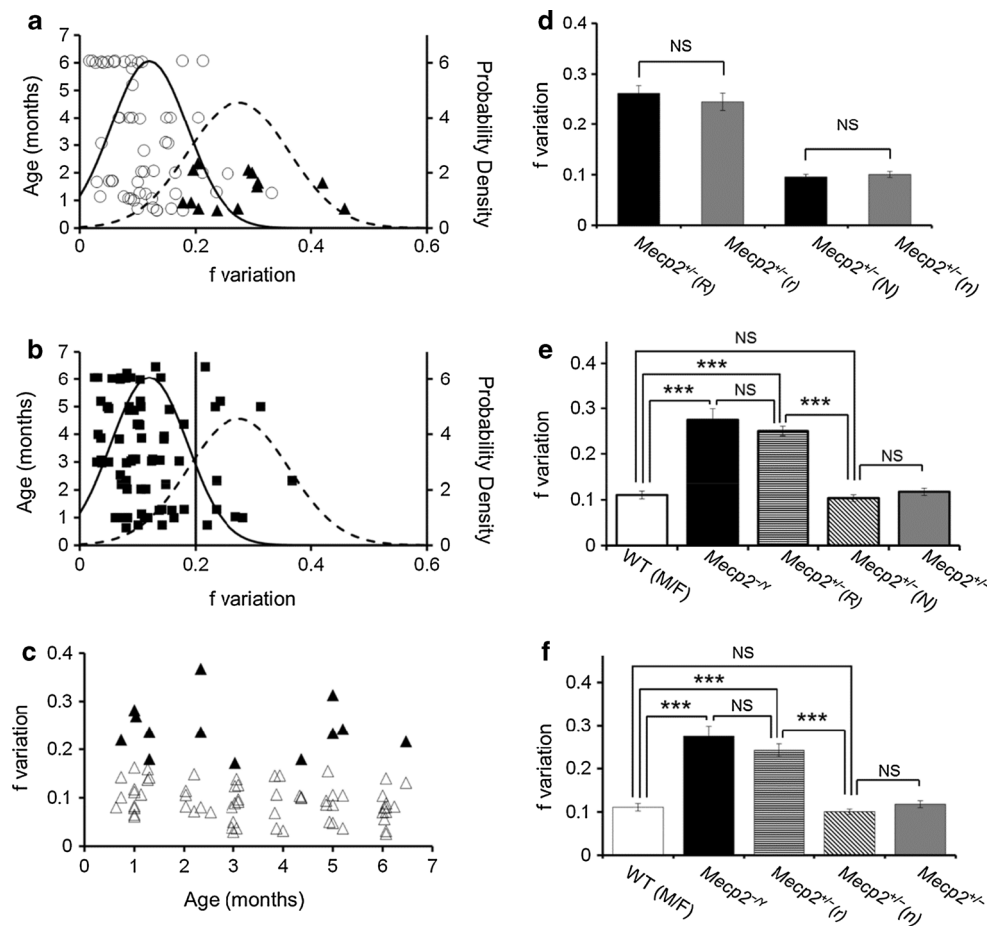 a
7
6
5
4
3
2
1
0
Age (months)
6
4
2
0
Probability Density
0
0.2
0.4
0.6
f variation
b
7
6
5
4
3
2
1
0
Age (months)
6
4
2
0
Probability Density
0
0.2
0.4
0.6
f variation
c
0.4
0.3
0.2
0.1
0
f variation
0
1
2
3
4
5
6
7
Age (months)
d
0.4
0.3
0.2
0.1
0
f variation
NS
NS
Mecp2+/-(R)
Mecp2+/-(r)
Mecp2+/-(N)
Mecp2+/-(n)
e
0.4
0.3
0.2
0.1
0
f variation
NS
***
***
NS
***
NS
WT (M/F)
Mecp2-/Y
Mecp2+/-(R)
Mecp2+/-(N)
Mecp2+/-
f
0.4
0.3
0.2
0.1
0
f variation
NS
***
***
NS
***
NS
WT (M/F)
Mecp2-/Y
Mecp2+/-(r)
Mecp2+/-(n)
Mecp2+/-